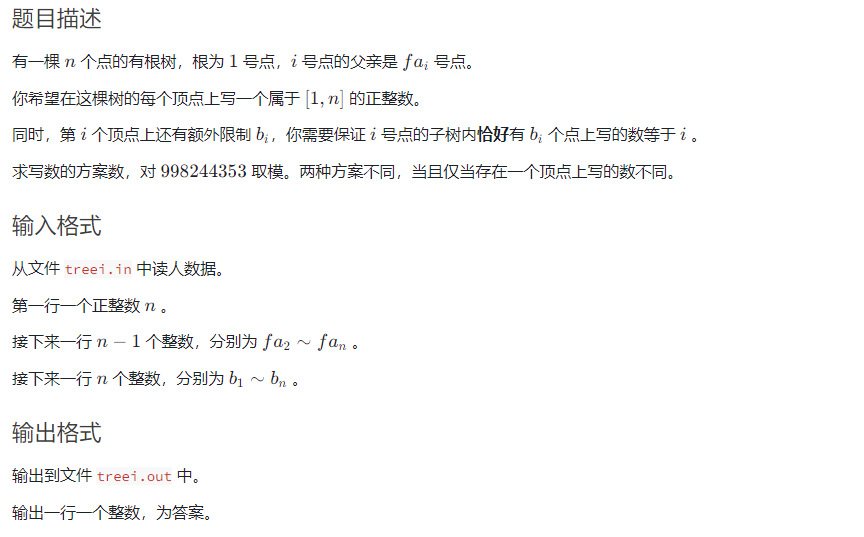 题目描述
有一棵 n 个点的有根树，根为 1 号点，i 号点的父亲是 fa_i 号点。
你希望在这棵树的每个顶点上写一个属于 [1, n] 的正整数。
同时，第 i 个顶点上还有额外限制 b_i，你需要保证 i 号点的子树内恰好有 b_i 个点上写的数等于 i 。
求写数的方案数，对 998244353 取模。两种方案不同，当且仅当存在一个顶点上写的数不同。
输入格式
从文件 treei.in 中读人数据。
第一行一个正整数 n 。
接下来一行 n − 1 个整数，分别为 fa_2 ∼ fa_n 。
接下来一行 n 个整数，分别为 b_1 ∼ b_n 。
输出格式
输出到文件 treei.out 中。
输出一行一个整数，为答案。